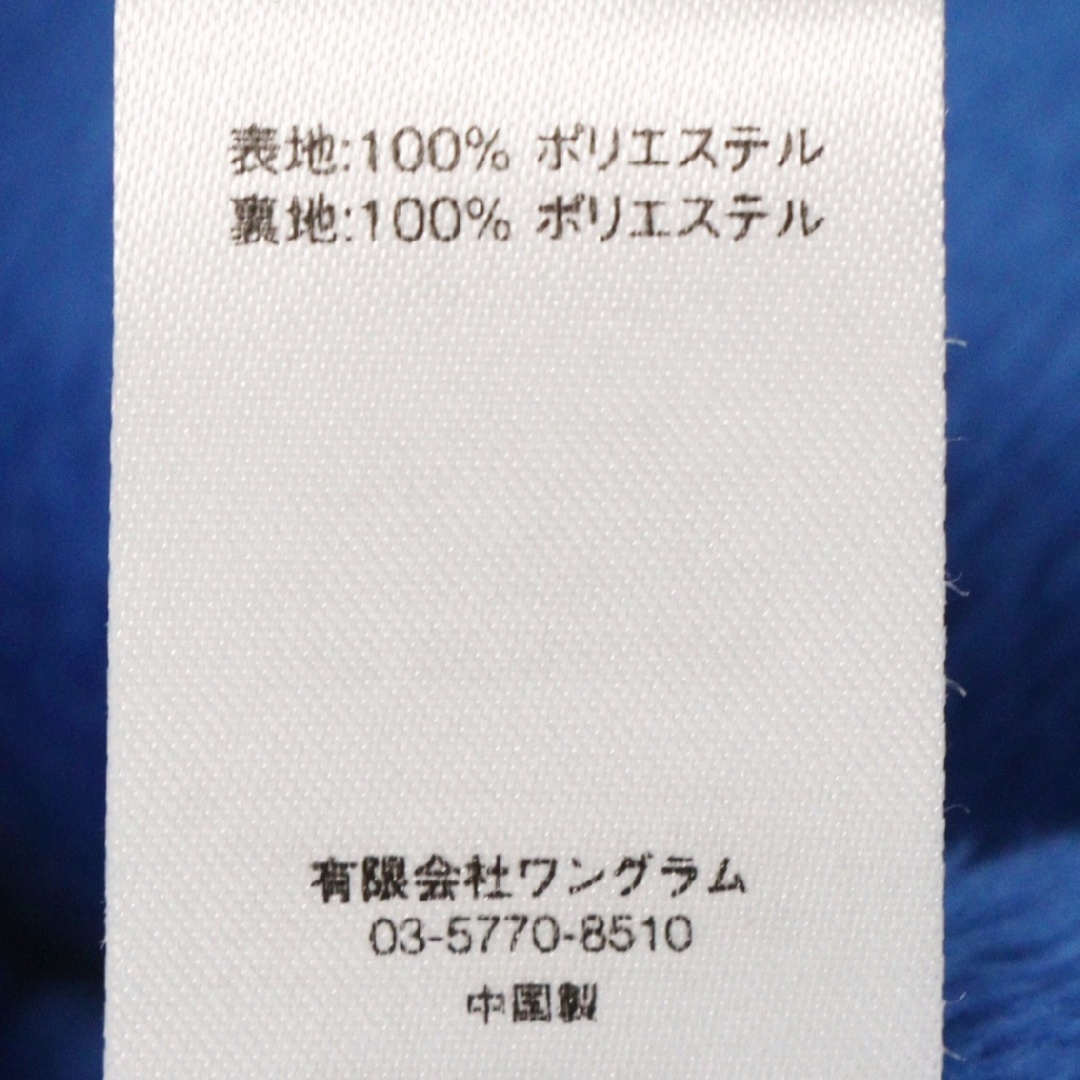 表地:100% ポリエステル
裏地:100% ポリエステル
有限会社ワングラム
03-5770-8510
中国製